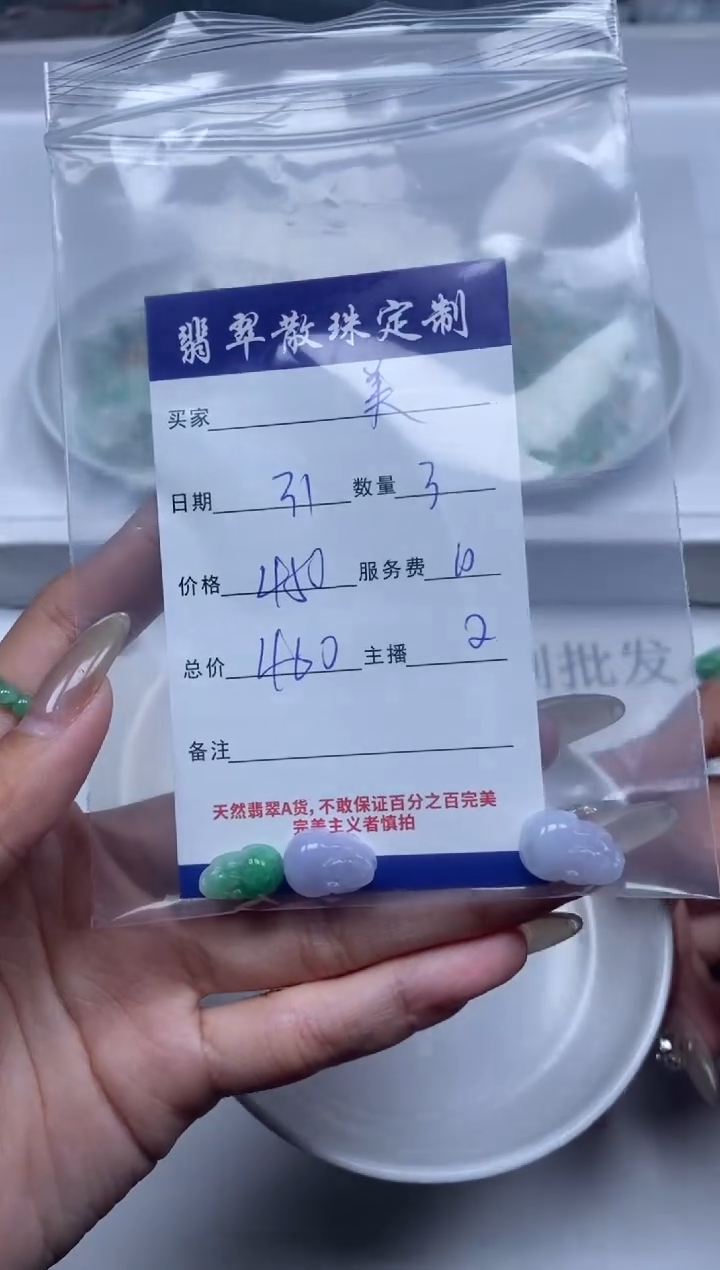 翡翠散珠定制
买家 美
日期 31 数量 3
价格 450 服务费 10
总价 460 主播 2
备注
天然翡翠A货,不敢保证百分之百完美
完美主义者慎拍
制批发